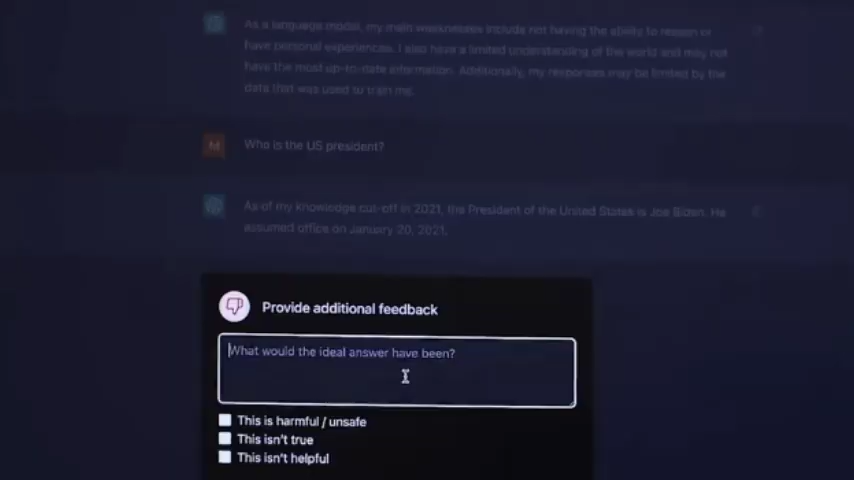 As a language model, my main weaknesses include not having the ability to reason or
have personal experiences. I also have a limited understanding of the world and may not
have the most up-to-date information. Additionally, my responses may be limited by the
data that was used to train me.
M
Who is the US president?
As of my knowledge cut-off in 2021, the President of the United States is Joe Biden. He
assumed office on January 20, 2021.
Provide additional feedback
What would the ideal answer have been?
This is harmful / unsafe
This isn't true
This isn't helpful